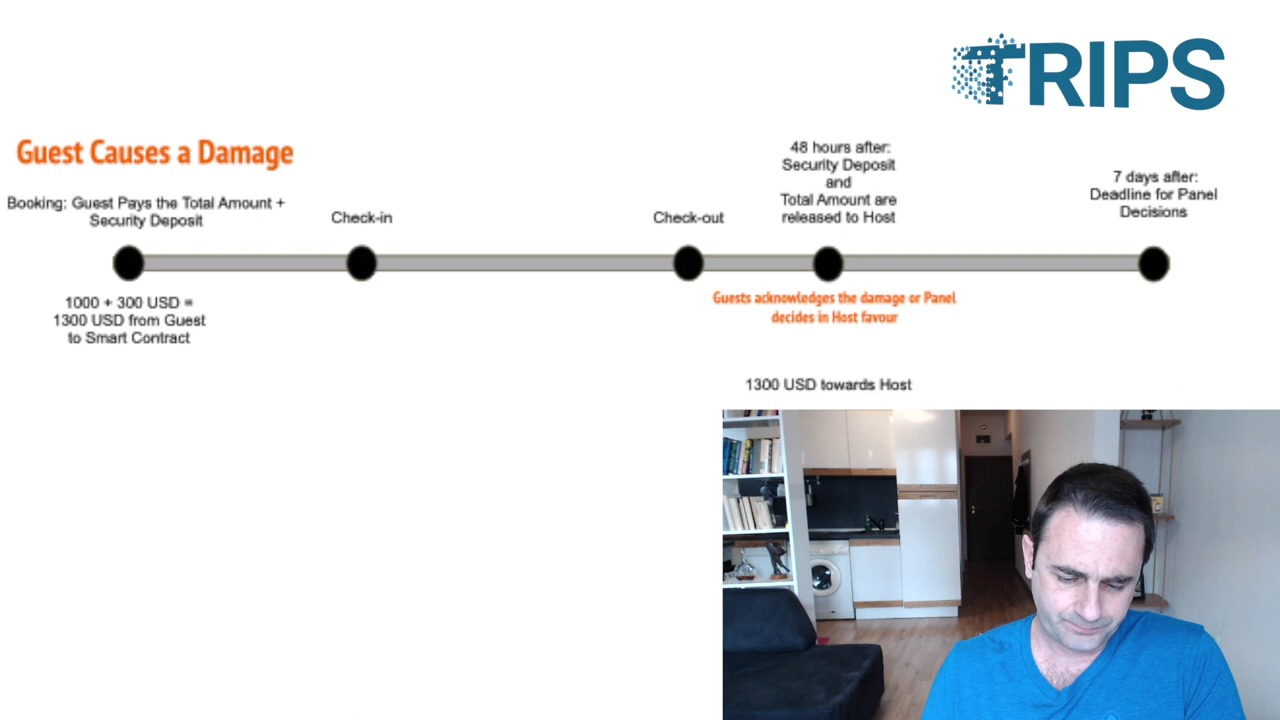 TRIPS
Guest Causes a Damage
Booking: Guest Pays the Total Amount +
Security Deposit
Check-in
Check-out
48 hours after:
Security Deposit
and
Total Amount are
released to Host
7 days after:
Deadline for Panel
Decisions
1000 + 300 USD =
1300 USD from Guest
to Smart Contract
Guests acknowledges the damage or Panel
decides in Host favour
1300 USD towards Host